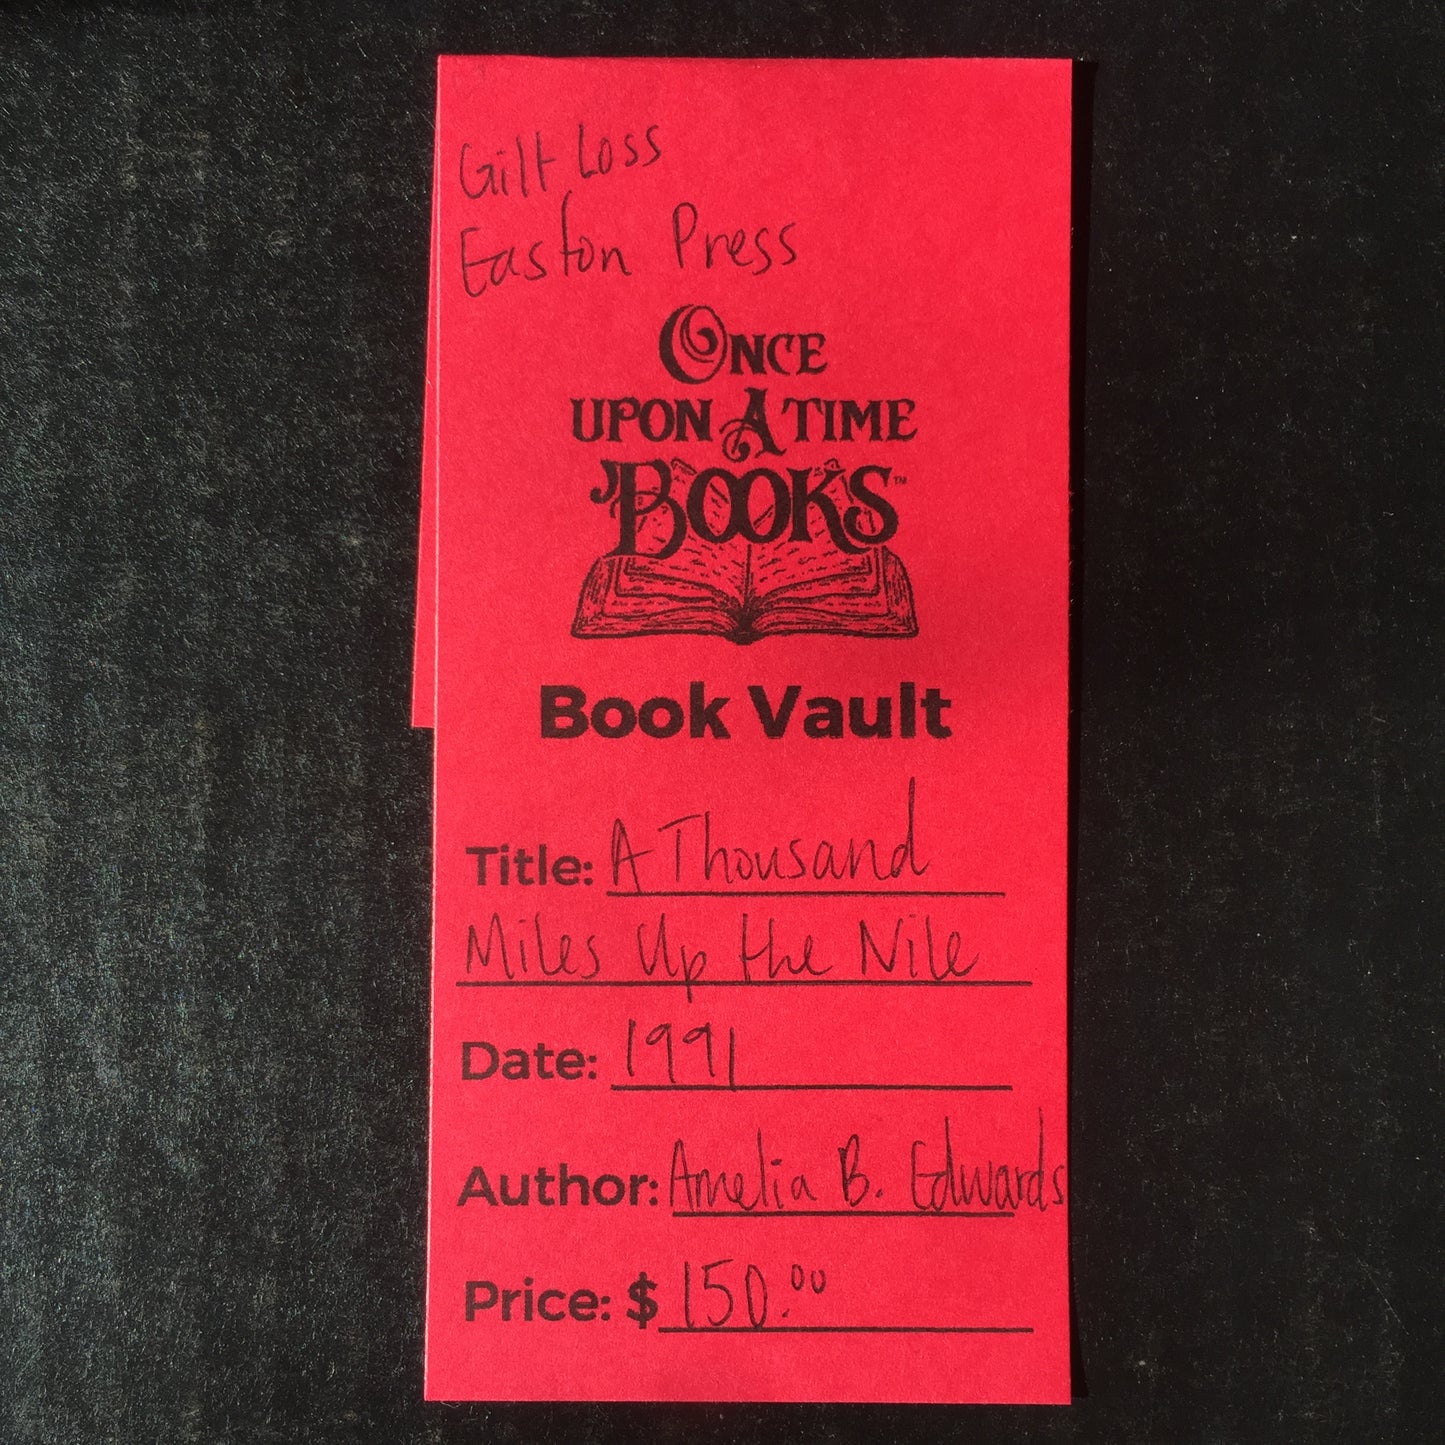 Gilt Loss
Easton Press
ONCE
UPON A TIME
BOOKS™
Book Vault
Title: A Thousand
Miles Up the Nile
Date: 1991
Author: Amelia B. Edwards
Price: $ 150.00